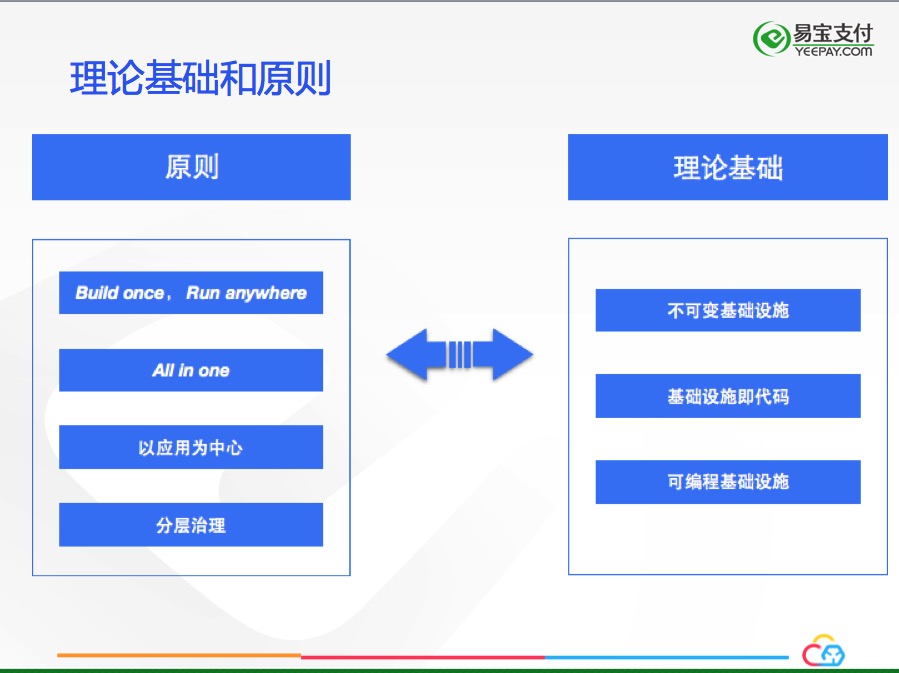 易宝支付
YEEPAY.COM
理论基础和原则
原则
Build once，Run anywhere
All in one
以应用为中心
分层治理
理论基础
不可变基础设施
基础设施即代码
可编程基础设施